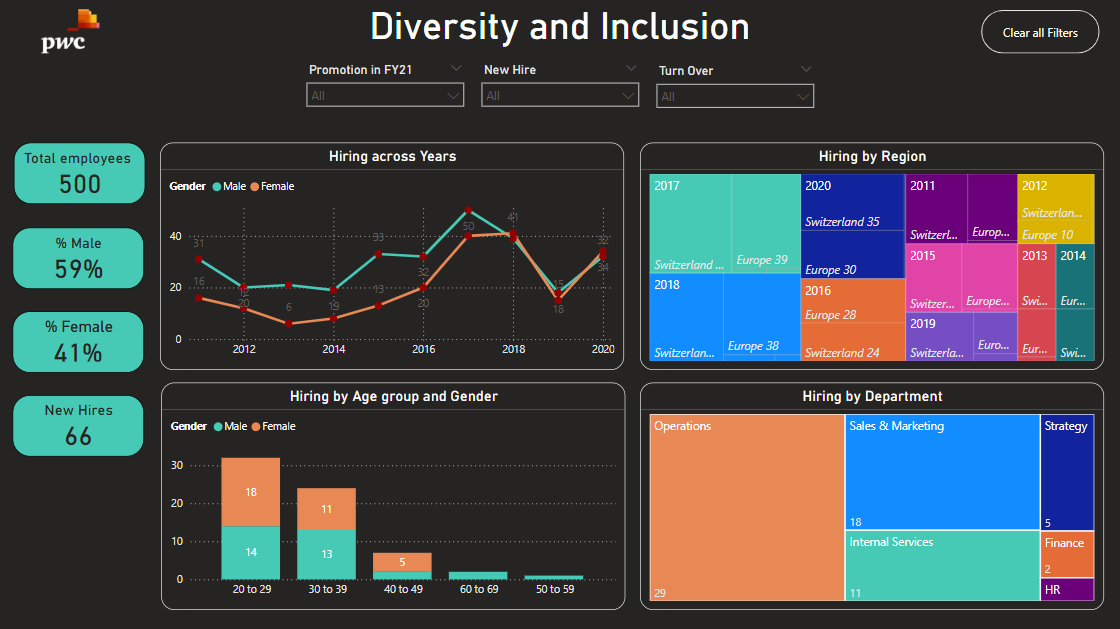 pwc
Diversity and Inclusion
Clear all Filters
Promotion in FY21
New Hire
Turn Over
All
All
All
Total employees
500
% Male
59%
% Female
41%
New Hires
66
Hiring across Years
Gender Male Female
40
20
0
31
16
20
6
19
33
13
32
20
50
41
15
18
32
34
2012 2014 2016 2018 2020
Hiring by Region
2017
Switzerland ...
Europe 39
2018
Switzerlan...
Europe 38
2020
Switzerland 35
Europe 30
2016
Europe 28
Switzerland 24
2011
Switzerl...
Europ...
2012
Switzerlan...
Europe 10
2015
Switzer...
Europe...
2013
Swi...
Eur...
2014
Eur...
Swi...
2019
Switzerla...
Euro...
Hiring by Age group and Gender
Gender Male Female
30
20
10
0
18
14
11
13
5
20 to 29 30 to 39 40 to 49 60 to 69 50 to 59
Hiring by Department
Operations
29
Sales & Marketing
18
Internal Services
11
Strategy
5
Finance
2
HR